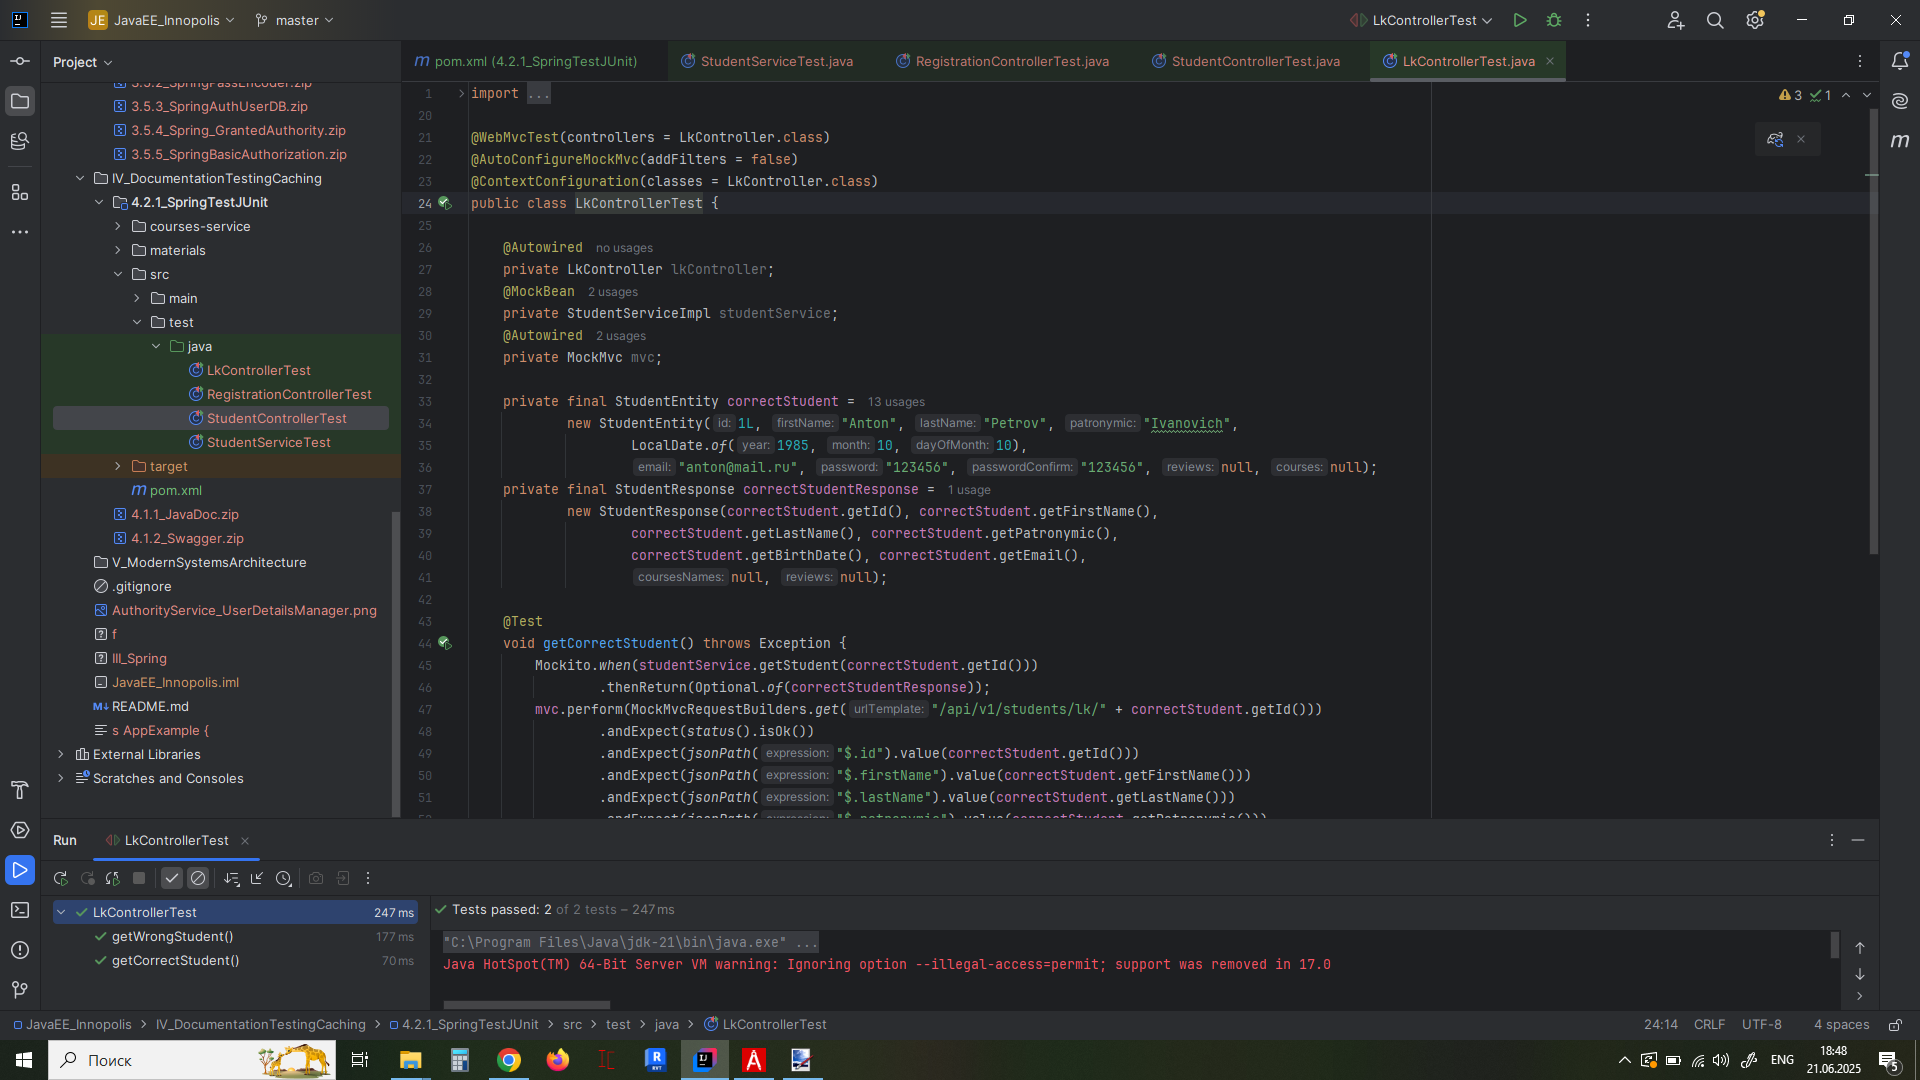 JE JavaEE_Innopolis master LkControllerTest
Project
pom.xml (4.2.1_SpringTestJUnit) StudentServiceTest.java RegistrationControllerTest.java StudentControllerTest.java LkControllerTest.java
3.5.2_SpringPassEncoder.zip
3.5.3_SpringAuthUserDB.zip
3.5.4_Spring_GrantedAuthority.zip
3.5.5_SpringBasicAuthorization.zip
IV_DocumentationTestingCaching
4.2.1_SpringTestJUnit
courses-service
materials
src
main
test
java
LkControllerTest
RegistrationControllerTest
StudentControllerTest
StudentServiceTest
target
pom.xml
4.1.1_JavaDoc.zip
4.1.2_Swagger.zip
V_ModernSystemsArchitecture
.gitignore
AuthorityService_UserDetailsManager.png
f
III_Spring
JavaEE_Innopolis.iml
README.md
s AppExample {
External Libraries
Scratches and Consoles
3 1
1 import ...
20
21 @WebMvcTest(controllers = LkController.class)
22 @AutoConfigureMockMvc(addFilters = false)
23 @ContextConfiguration(classes = LkController.class)
24 public class LkControllerTest {
25
26 @Autowired no usages
27 private LkController lkController;
28 @MockBean 2 usages
29 private StudentServiceImpl studentService;
30 @Autowired 2 usages
31 private MockMvc mvc;
32
33 private final StudentEntity correctStudent = 13 usages
34 new StudentEntity( id: 1L, firstName: "Anton", lastName: "Petrov", patronymic: "Ivanovich",
35 LocalDate.of( year: 1985, month: 10, dayOfMonth: 10),
36 email: "anton@mail.ru", password: "123456", passwordConfirm: "123456", reviews: null, courses: null);
37 private final StudentResponse correctStudentResponse = 1 usage
38 new StudentResponse(correctStudent.getId(), correctStudent.getFirstName(),
39 correctStudent.getLastName(), correctStudent.getPatronymic(),
40 correctStudent.getBirthDate(), correctStudent.getEmail(),
41 coursesNames: null, reviews: null);
42
43 @Test
44 void getCorrectStudent() throws Exception {
45 Mockito.when(studentService.getStudent(correctStudent.getId()))
46 .thenReturn(Optional.of(correctStudentResponse));
47 mvc.perform(MockMvcRequestBuilders.get( urlTemplate: "/api/v1/students/lk/" + correctStudent.getId()))
48 .andExpect(status().isOk())
49 .andExpect(jsonPath( expression: "$.id").value(correctStudent.getId()))
50 .andExpect(jsonPath( expression: "$.firstName").value(correctStudent.getFirstName()))
51 .andExpect(jsonPath( expression: "$.lastName").value(correctStudent.getLastName()))
52 .andExpect(jsonPath( expression: "$.patronymic").value(correctStudent.getPatronymic()))
Run LkControllerTest
LkControllerTest 247 ms
getWrongStudent() 177 ms
getCorrectStudent() 70 ms
Tests passed: 2 of 2 tests – 247 ms
"C:\Program Files\Java\jdk-21\bin\java.exe" ...
Java HotSpot(TM) 64-Bit Server VM warning: Ignoring option --illegal-access=permit; support was removed in 17.0
JavaEE_Innopolis > IV_DocumentationTestingCaching > 4.2.1_SpringTestJUnit > src > test > java > LkControllerTest
24:14 CRLF UTF-8 4 spaces
Поиск
ENG
18:48
21.06.2025
5